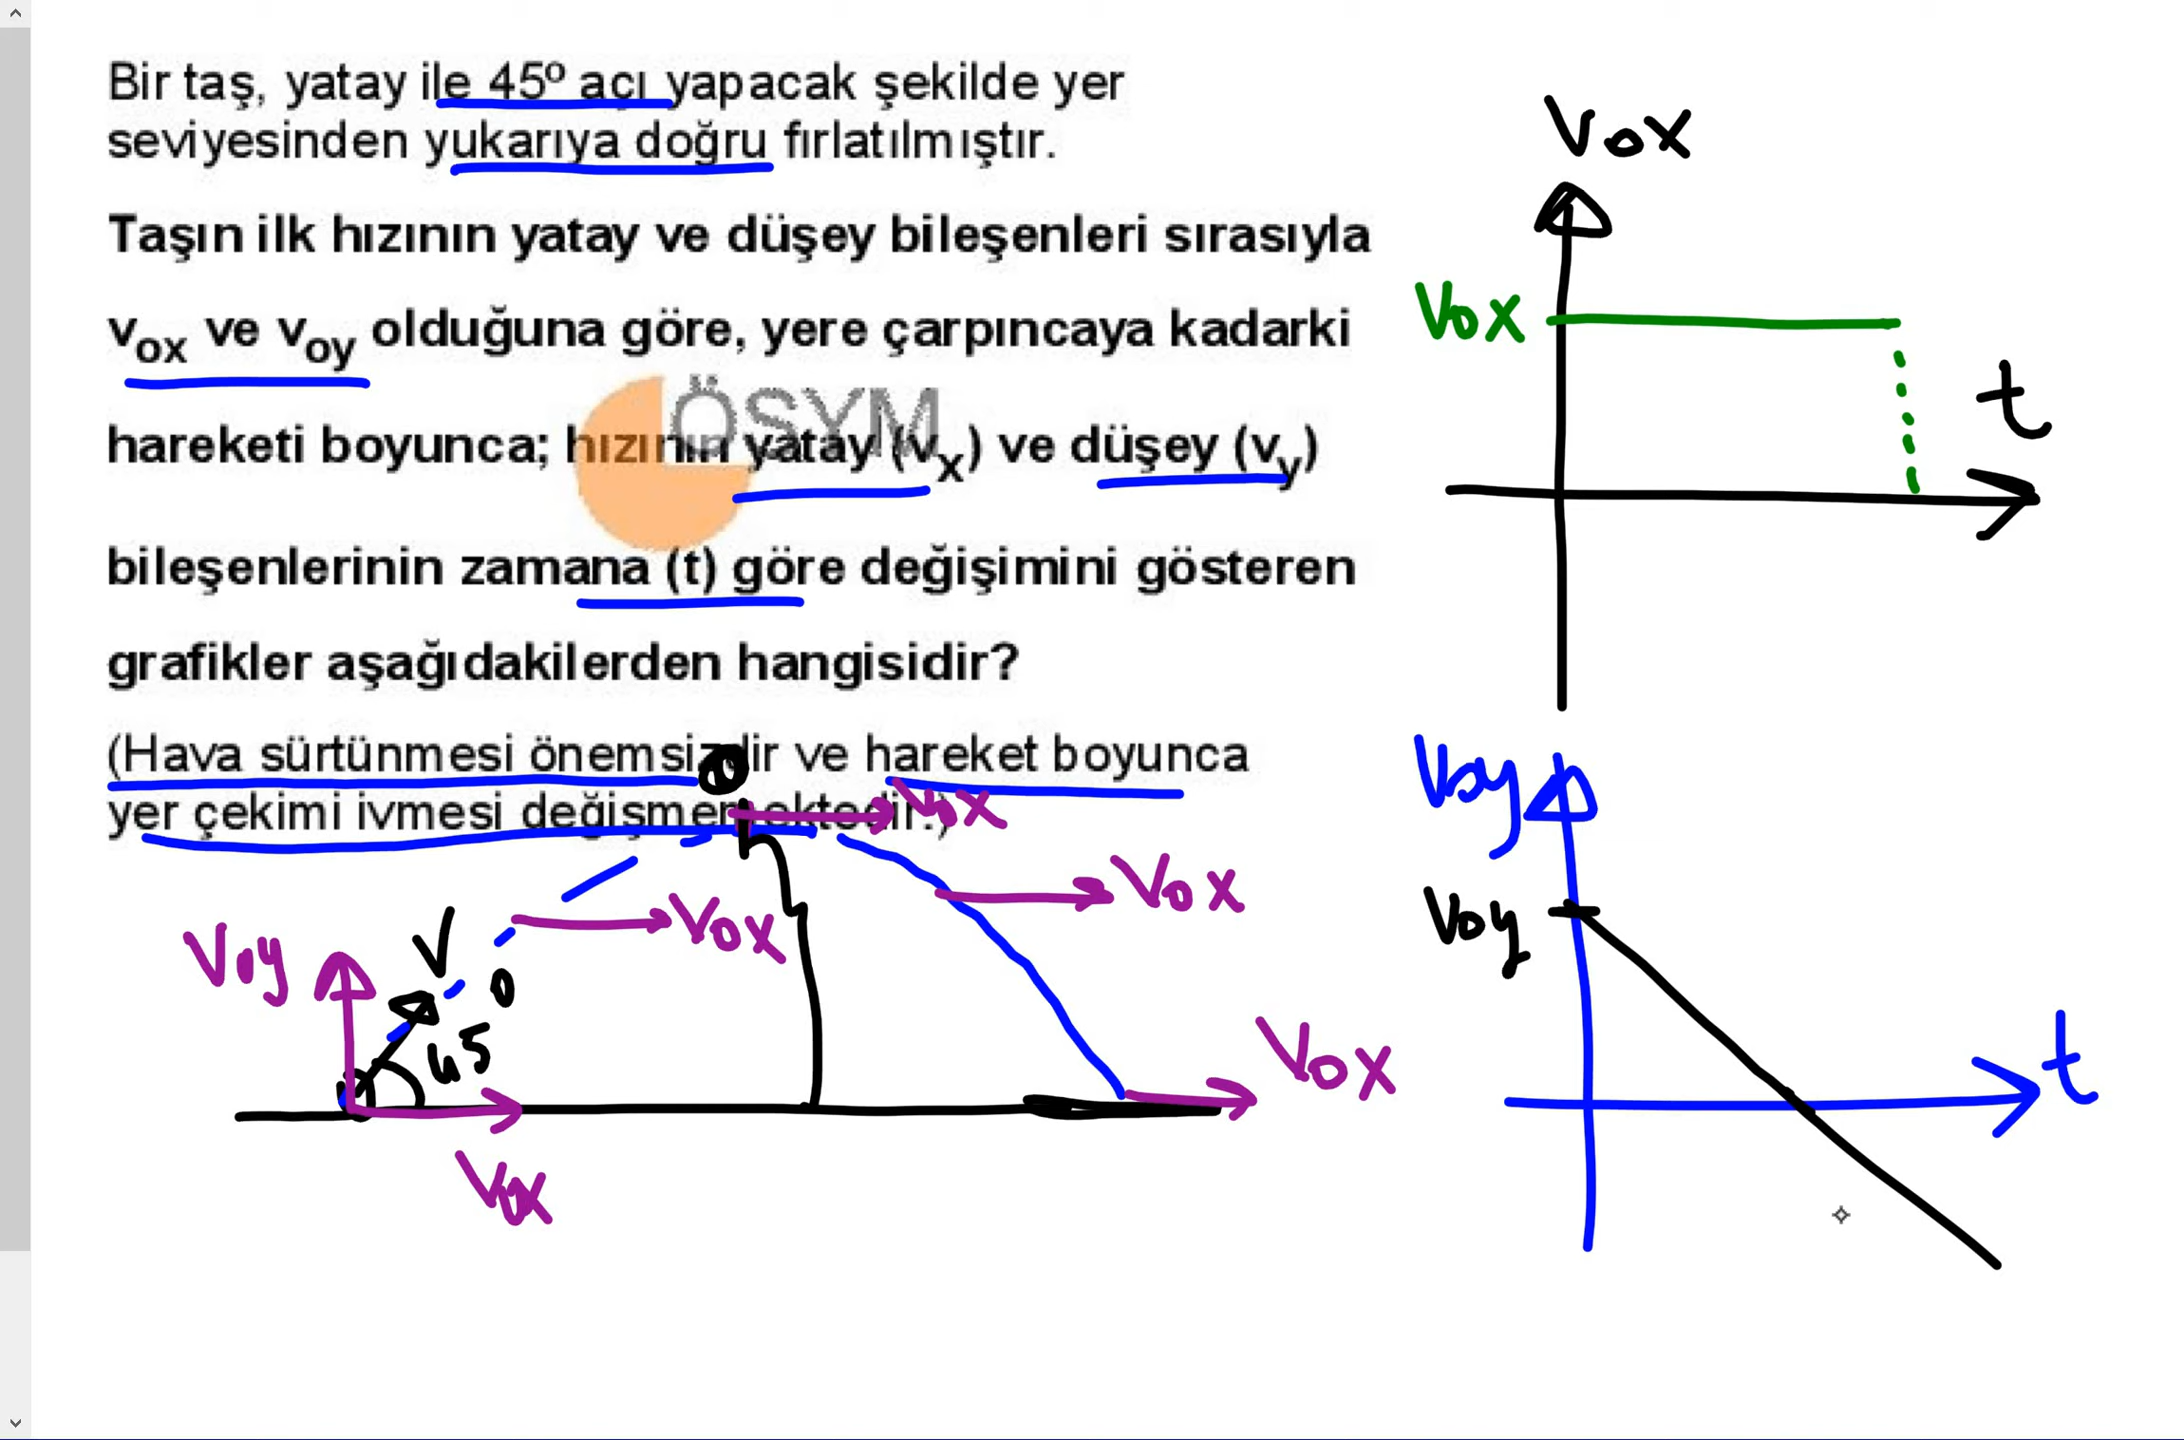 Bir taş, yatay ile 45º açı yapacak şekilde yer
seviyesinden yukarıya doğru fırlatılmıştır.
Taşın ilk hızının yatay ve düşey bileşenleri sırasıyla
vox ve voy olduğuna göre, yere çarpıncaya kadarki
ÖSYM
hareketi boyunca; hızının yatay (vx) ve düşey (vy)
bileşenlerinin zamana (t) göre değişimini gösteren
grafikler aşağıdakilerden hangisidir?
(Hava sürtünmesi önemsizdir ve hareket boyunca
yer çekimi ivmesi değişmemektedir.)
Vox
Vox
t
Voy
Voy
t
Vox
Vox
Vox
Voy
V0
45
Vox
Vox